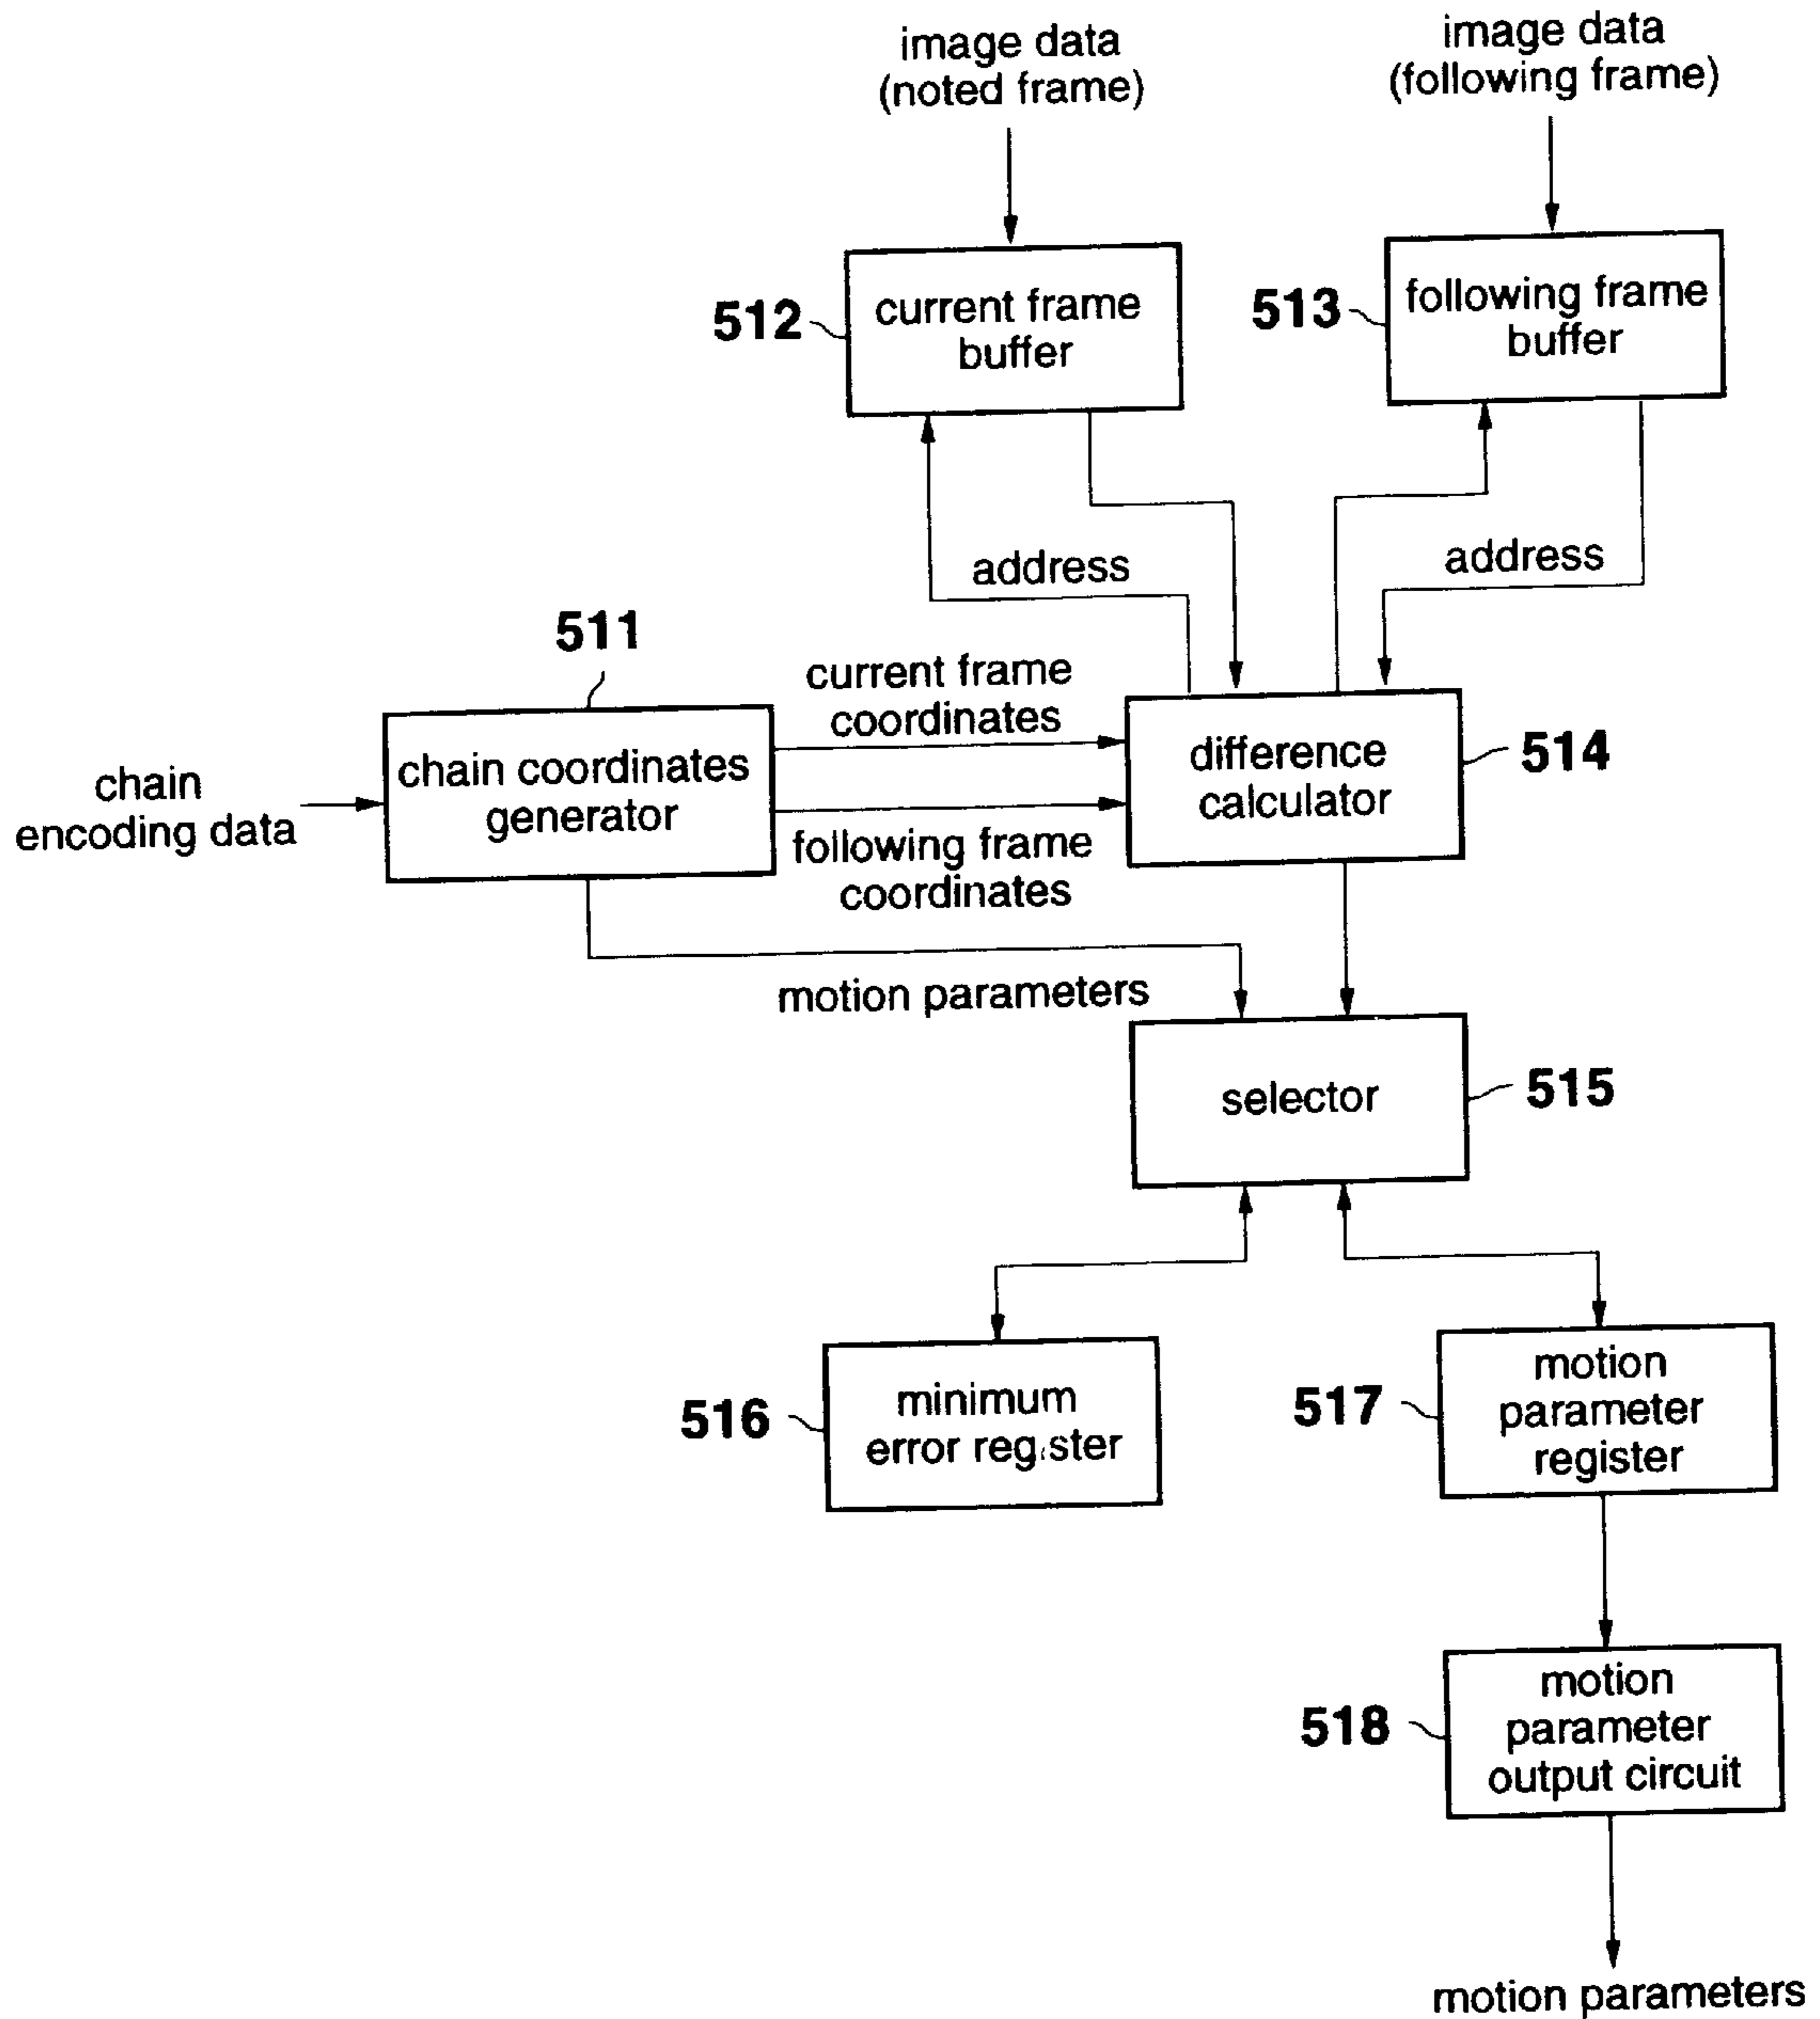 image data
(noted frame)
image data
(following frame)
512
current frame
buffer
513
following frame
buffer
address
address
511
current frame
coordinates
chain
encoding data
chain coordinates
generator
difference
calculator
514
following frame
coordinates
motion parameters
selector
515
516
minimum
error register
517
motion
parameter
register
518
motion
parameter
output circuit
motion parameters